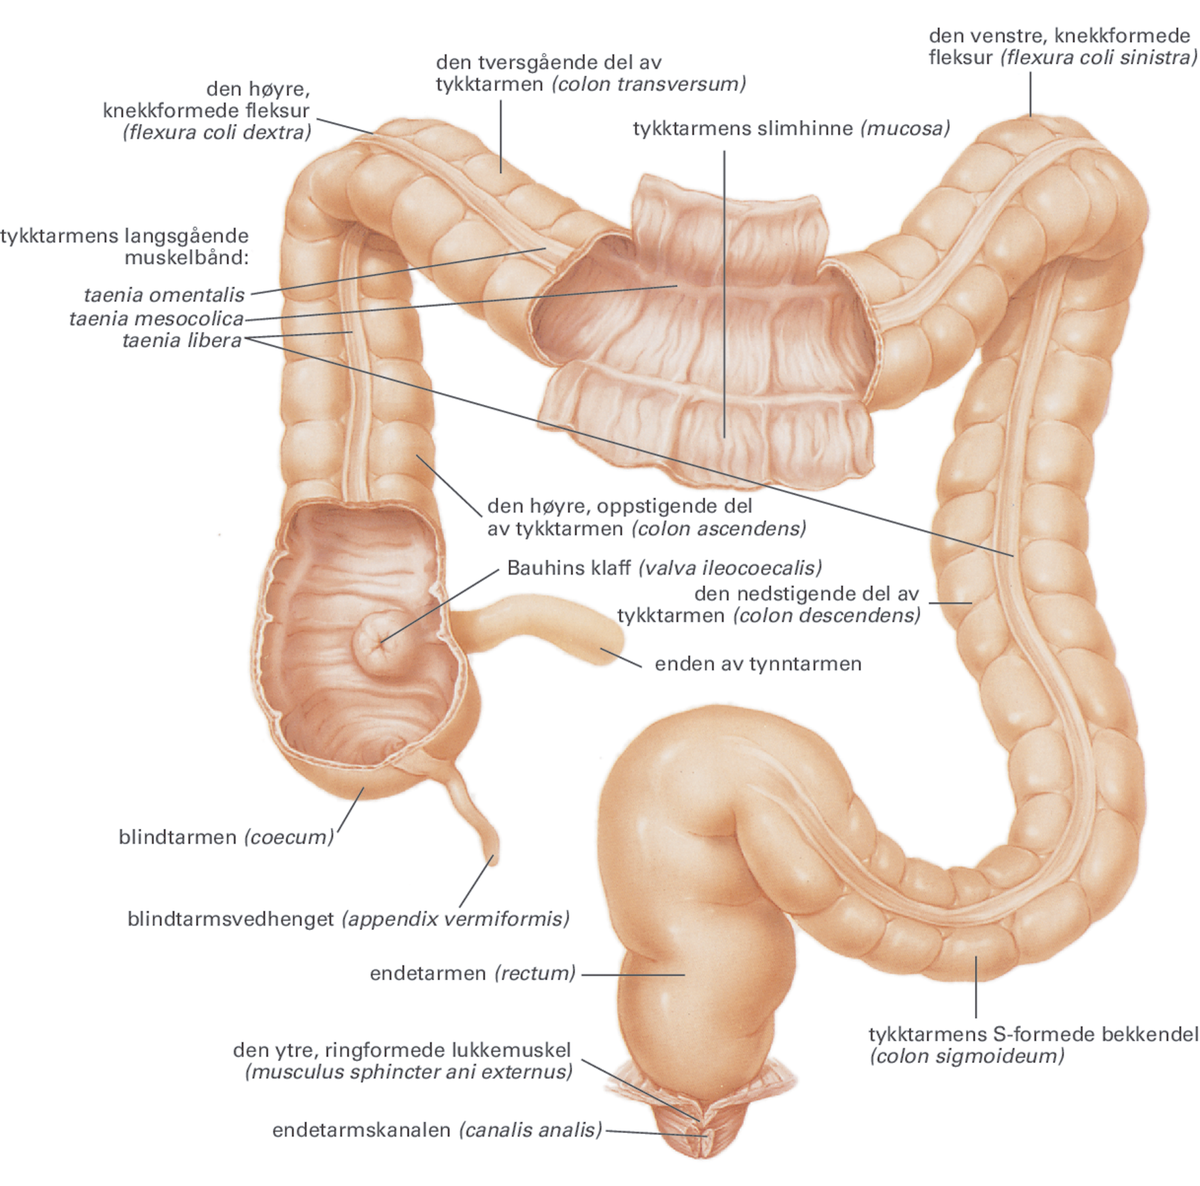 den venstre, knekkformede
fleksur (flexura coli sinistra)
den tversgående del av
tykktarmen (colon transversum)
den høyre,
knekkformede fleksur
(flexura coli dextra)
tykktarmens slimhinne (mucosa)
tykktarmens langsgående
muskelbånd:
taenia omentalis
taenia mesocolica
taenia libera
den høyre, oppstigende del
av tykktarmen (colon ascendens)
Bauhins klaff (valva ileocoecalis)
den nedstigende del av
tykktarmen (colon descendens)
enden av tynntarmen
blindtarmen (coecum)
blindtarmsvedhenget (appendix vermiformis)
endetarmen (rectum)
tykktarmens S-formede bekkendel
(colon sigmoideum)
den ytre, ringformede lukkemuskel
(musculus sphincter ani externus)
endetarmskanalen (canalis analis)